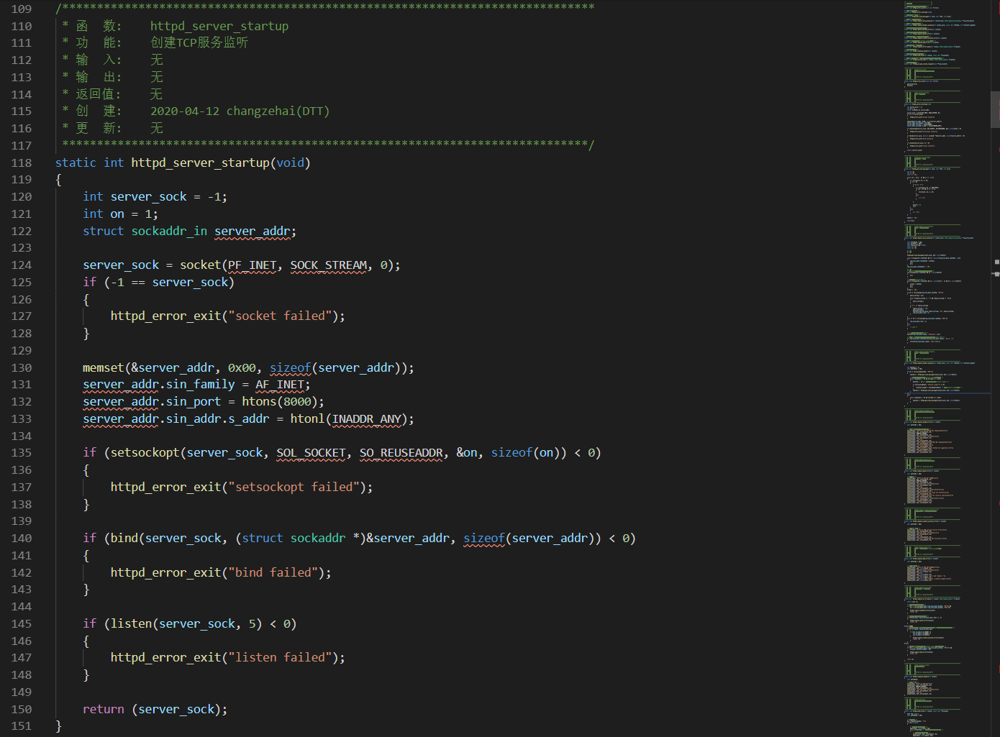 109 /*****************************************************************************
110 * 函 数: httpd_server_startup
111 * 功 能: 创建TCP服务监听
112 * 输 入: 无
113 * 输 出: 无
114 * 返回值: 无
115 * 创 建: 2020-04-12 changzehai(DTT)
116 * 更 新: 无
117 ****************************************************************************/
118 static int httpd_server_startup(void)
119 {
120 int server_sock = -1;
121 int on = 1;
122 struct sockaddr_in server_addr;
123
124 server_sock = socket(PF_INET, SOCK_STREAM, 0);
125 if (-1 == server_sock)
126 {
127 httpd_error_exit("socket failed");
128 }
129
130 memset(&server_addr, 0x00, sizeof(server_addr));
131 server_addr.sin_family = AF_INET;
132 server_addr.sin_port = htons(8000);
133 server_addr.sin_addr.s_addr = htonl(INADDR_ANY);
134
135 if (setsockopt(server_sock, SOL_SOCKET, SO_REUSEADDR, &on, sizeof(on)) < 0)
136 {
137 httpd_error_exit("setsockopt failed");
138 }
139
140 if (bind(server_sock, (struct sockaddr *)&server_addr, sizeof(server_addr)) < 0)
141 {
142 httpd_error_exit("bind failed");
143 }
144
145 if (listen(server_sock, 5) < 0)
146 {
147 httpd_error_exit("listen failed");
148 }
149
150 return (server_sock);
151 }